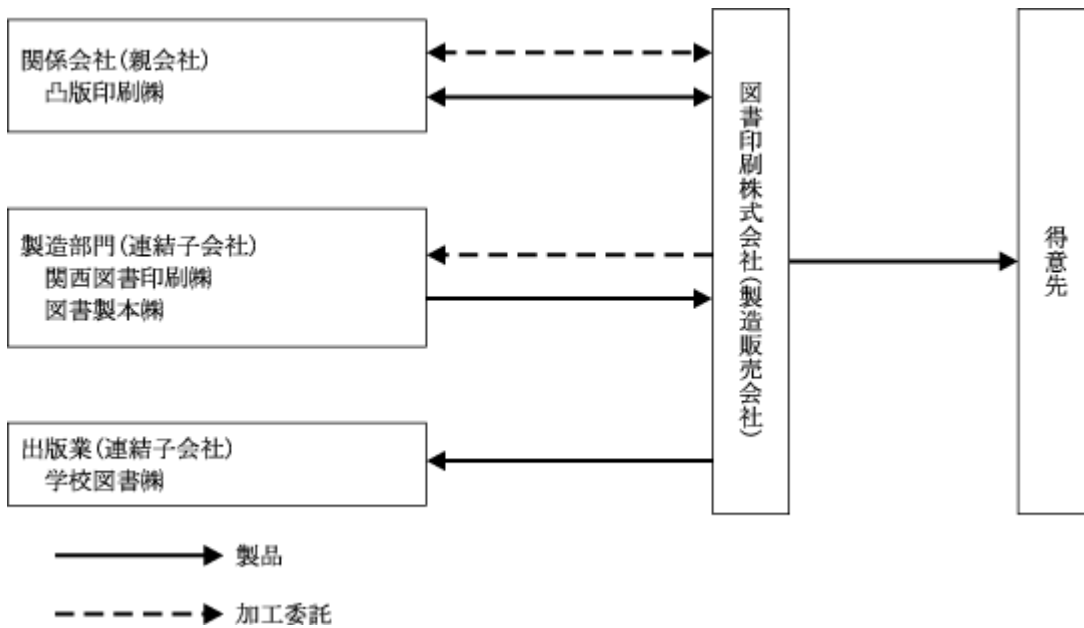 関係会社(親会社)
凸版印刷㈱
製造部門(連結子会社)
関西図書印刷㈱
図書製本㈱
出版業(連結子会社)
学校図書㈱
図書印刷株式会社(製造販売会社)
得意先
製品
加工委託